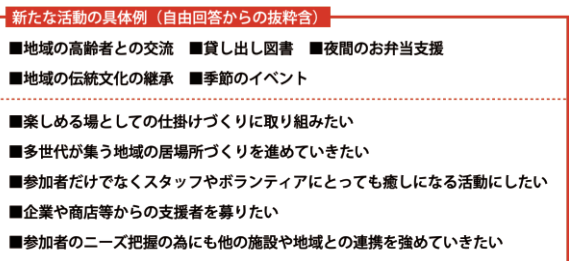 新たな活動の具体例（自由回答からの抜粋含）
■地域の高齢者との交流　■貸し出し図書　■夜間のお弁当支援
■地域の伝統文化の継承　■季節のイベント
■楽しめる場としての仕掛けづくりに取り組みたい
■多世代が集う地域の居場所づくりを進めていきたい
■参加者だけでなくスタッフやボランティアにとっても癒しになる活動にしたい
■企業や商店等からの支援者を募りたい
■参加者のニーズ把握の為にも他の施設や地域との連携を強めていきたい